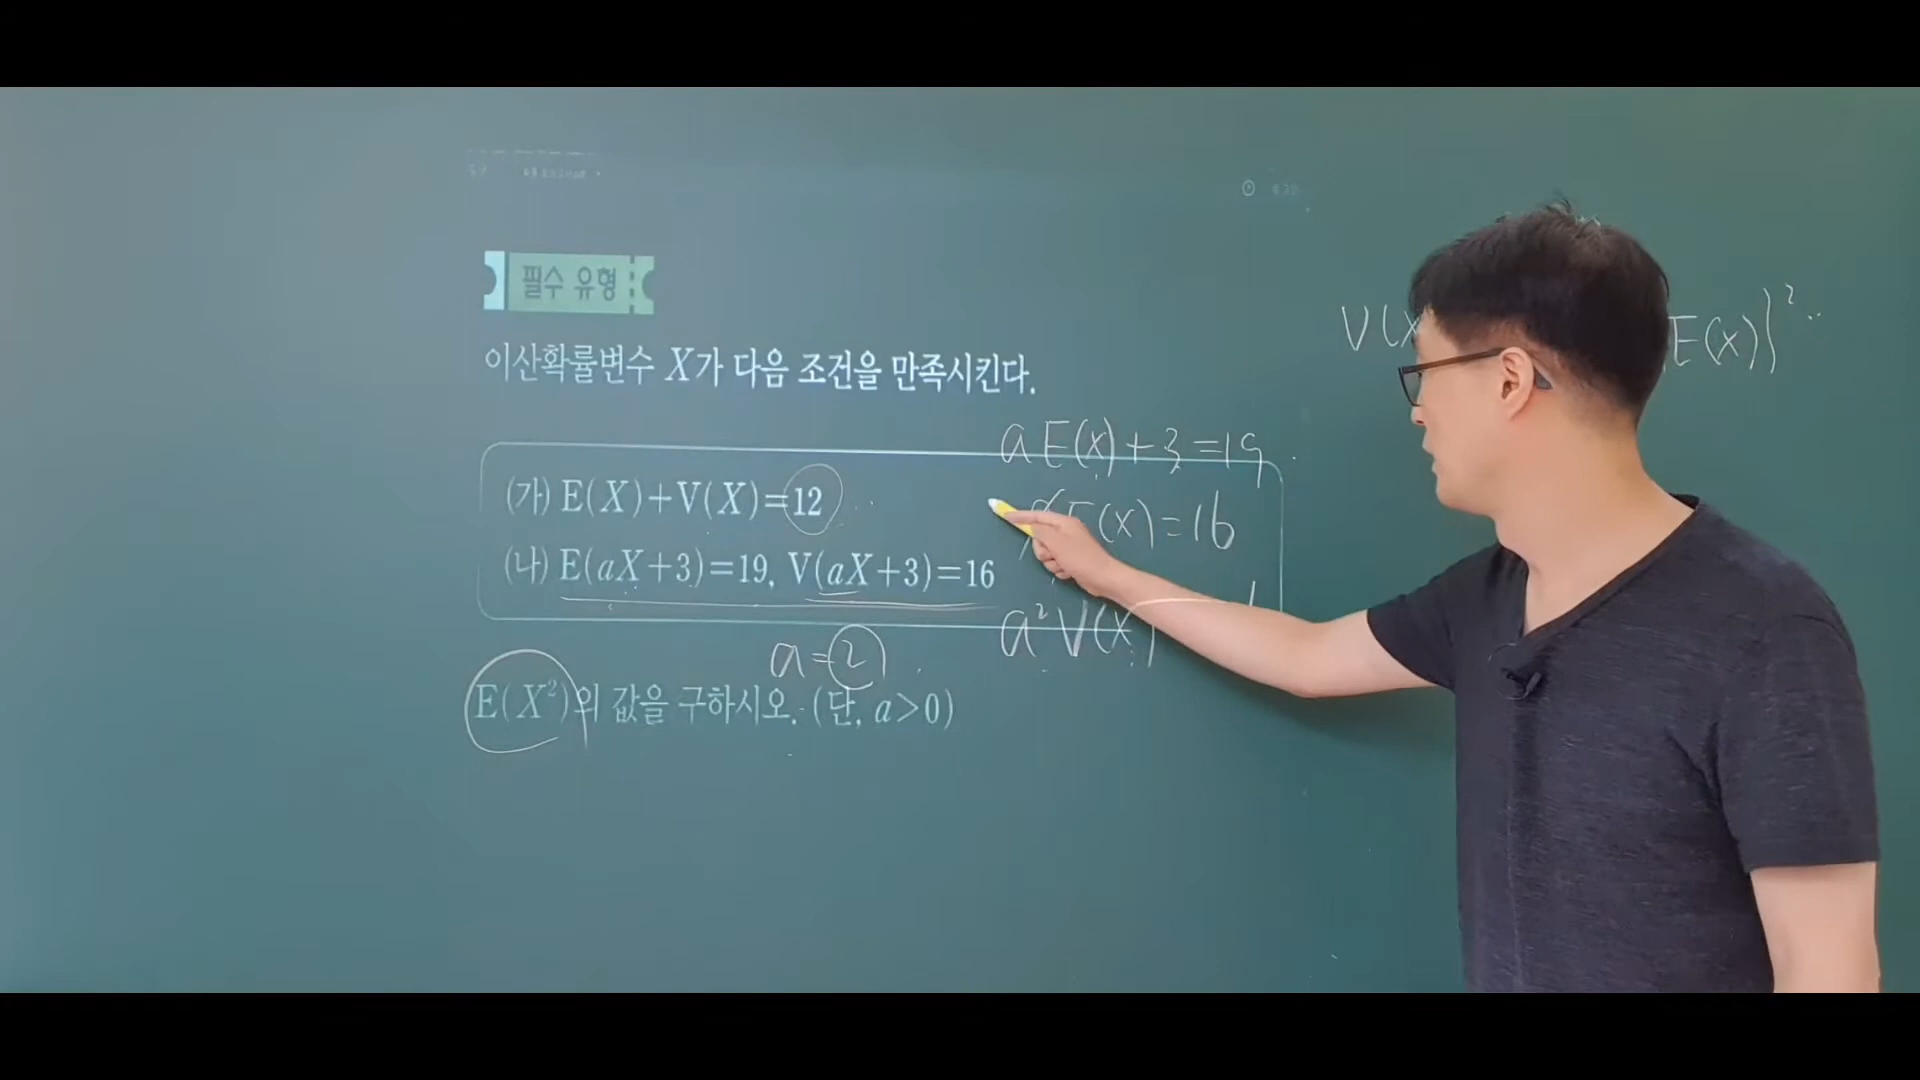 필수 유형
이산확률변수 X가 다음 조건을 만족시킨다.
(가) E(X)+V(X)=12
(나) E(aX+3)=19, V(aX+3)=16
E(X²)의 값을 구하시오. (단, a>0)
a=2
aE(X)+3=19
E(X)=16
a²V(X)
V(X
E(X))²